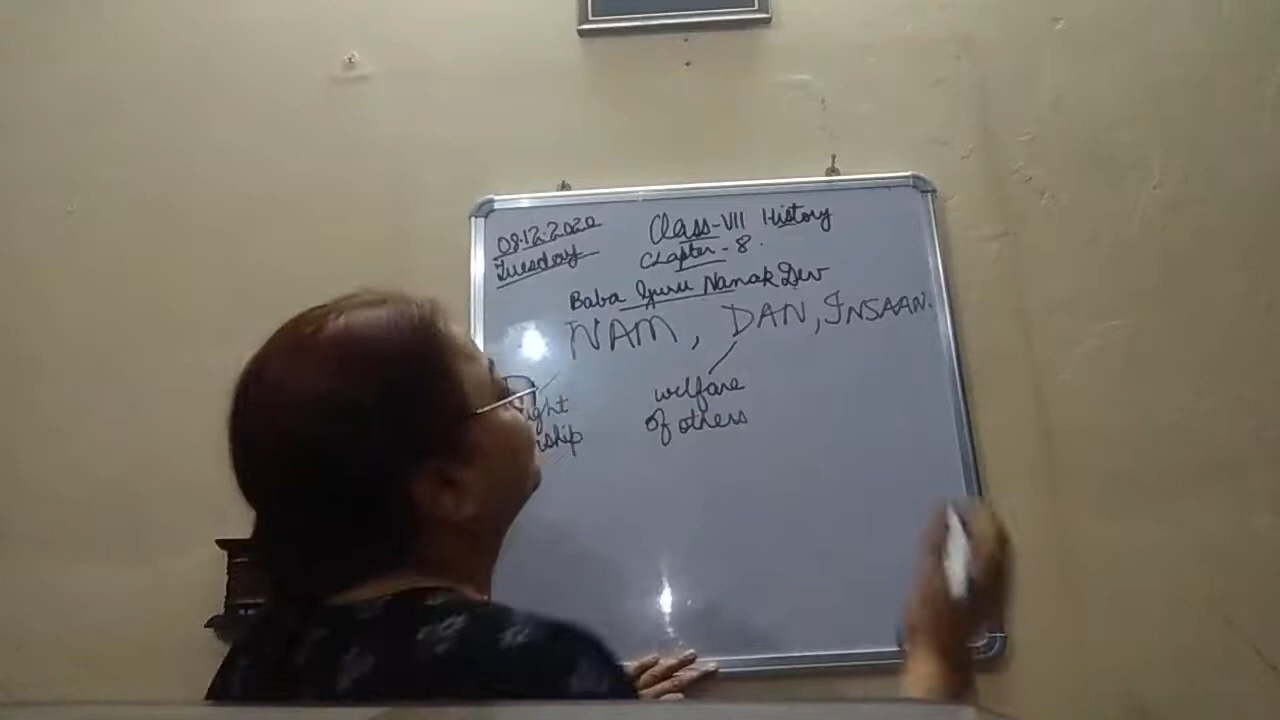 08.12.2020
Tuesday
Class-VII History
Chapter-8.
Baba Guru Nanak Dev
NAM, DAN, INSAAN.
welfare
of others